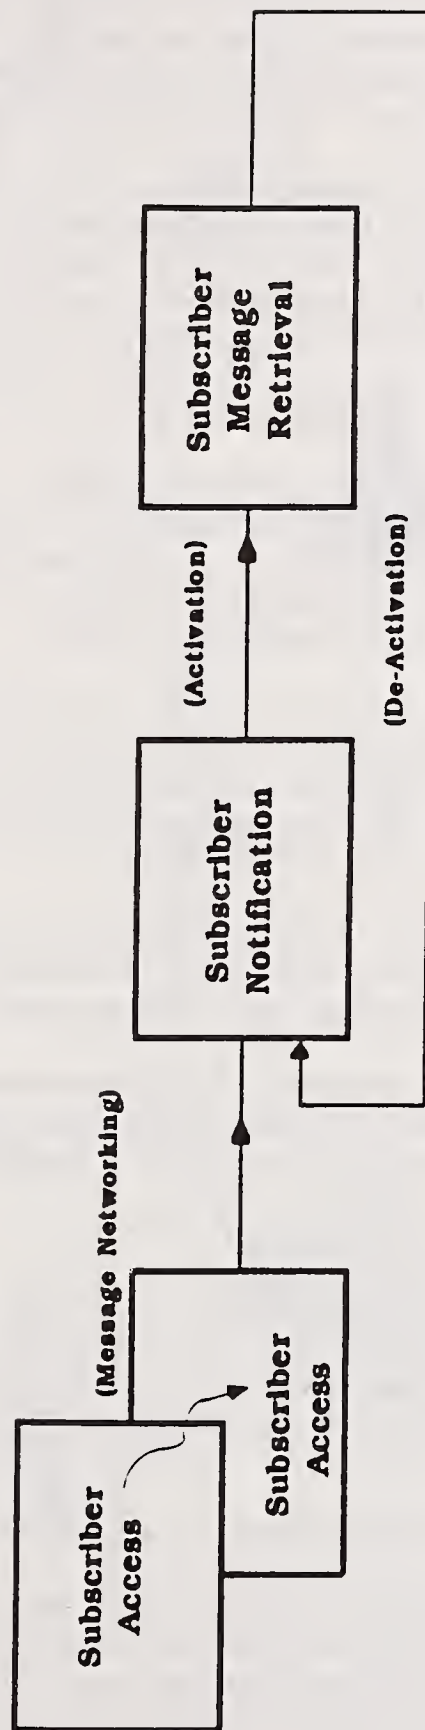 Subscriber
Access
(Message Networking)
Subscriber
Access
Subscriber
Notification
(Activation)
Subscriber
Message
Retrieval
(De-Activation)